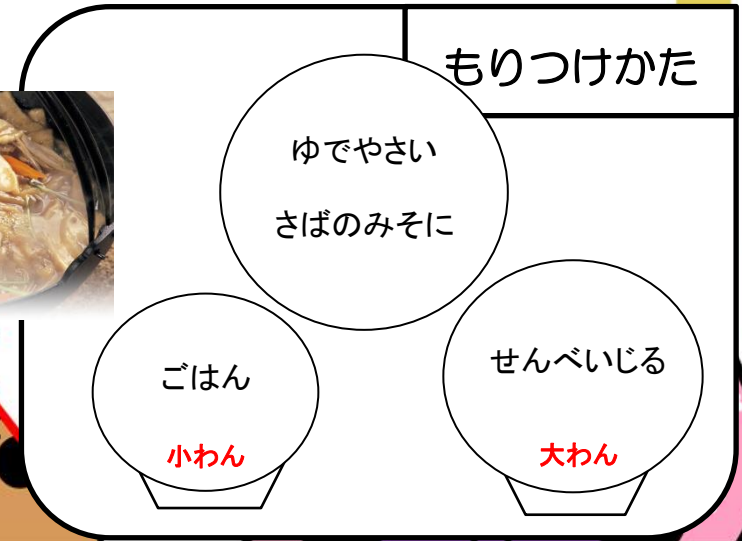 もりつけかた
ゆでやさい
さばのみそに
ごはん
小わん
せんべいじる
大わん